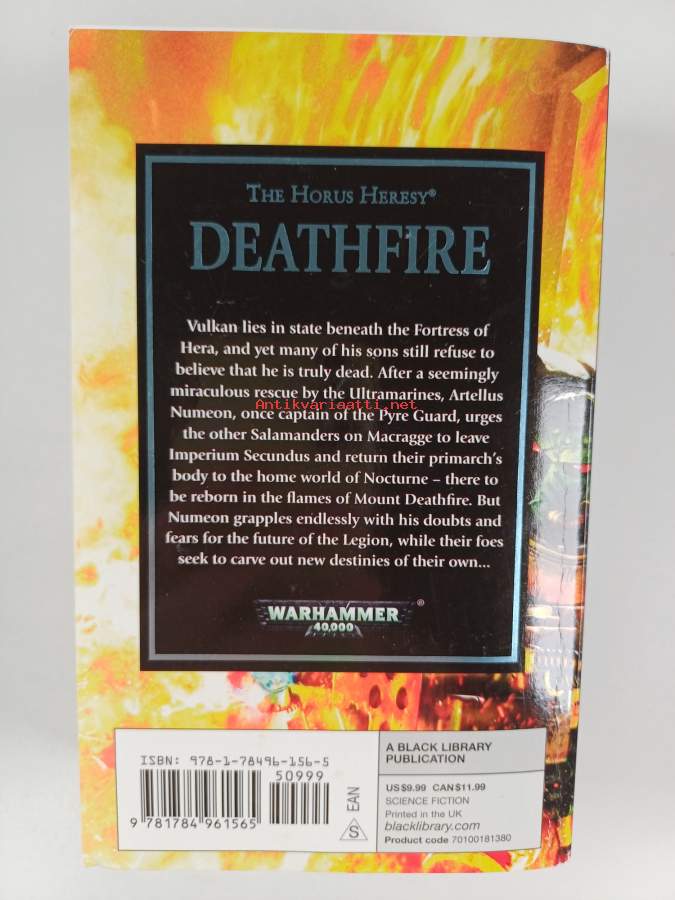 THE HORUS HERESY®
DEATHFIRE
Vulkan lies in state beneath the Fortress of
Hera, and yet many of his sons still refuse to
believe that he is truly dead. After a seemingly
miraculous rescue by the Ultramarines, Artellus
Antikvariaatti.net
Numeon, once captain of the Pyre Guard, urges
the other Salamanders on Macragge to leave
Imperium Secundus and return their primarch's
body to the home world of Nocturne – there to
be reborn in the flames of Mount Deathfire. But
Numeon grapples endlessly with his doubts and
fears for the future of the Legion, while their foes
seek to carve out new destinies of their own...
WARHAMMER®
40,000
ISBN: 978-1-78496-156-5
50999
9 781784 961565
EAN
S
A BLACK LIBRARY
PUBLICATION
US$9.99 CAN$11.99
SCIENCE FICTION
Printed in the UK
blacklibrary.com
Product code 70100181380